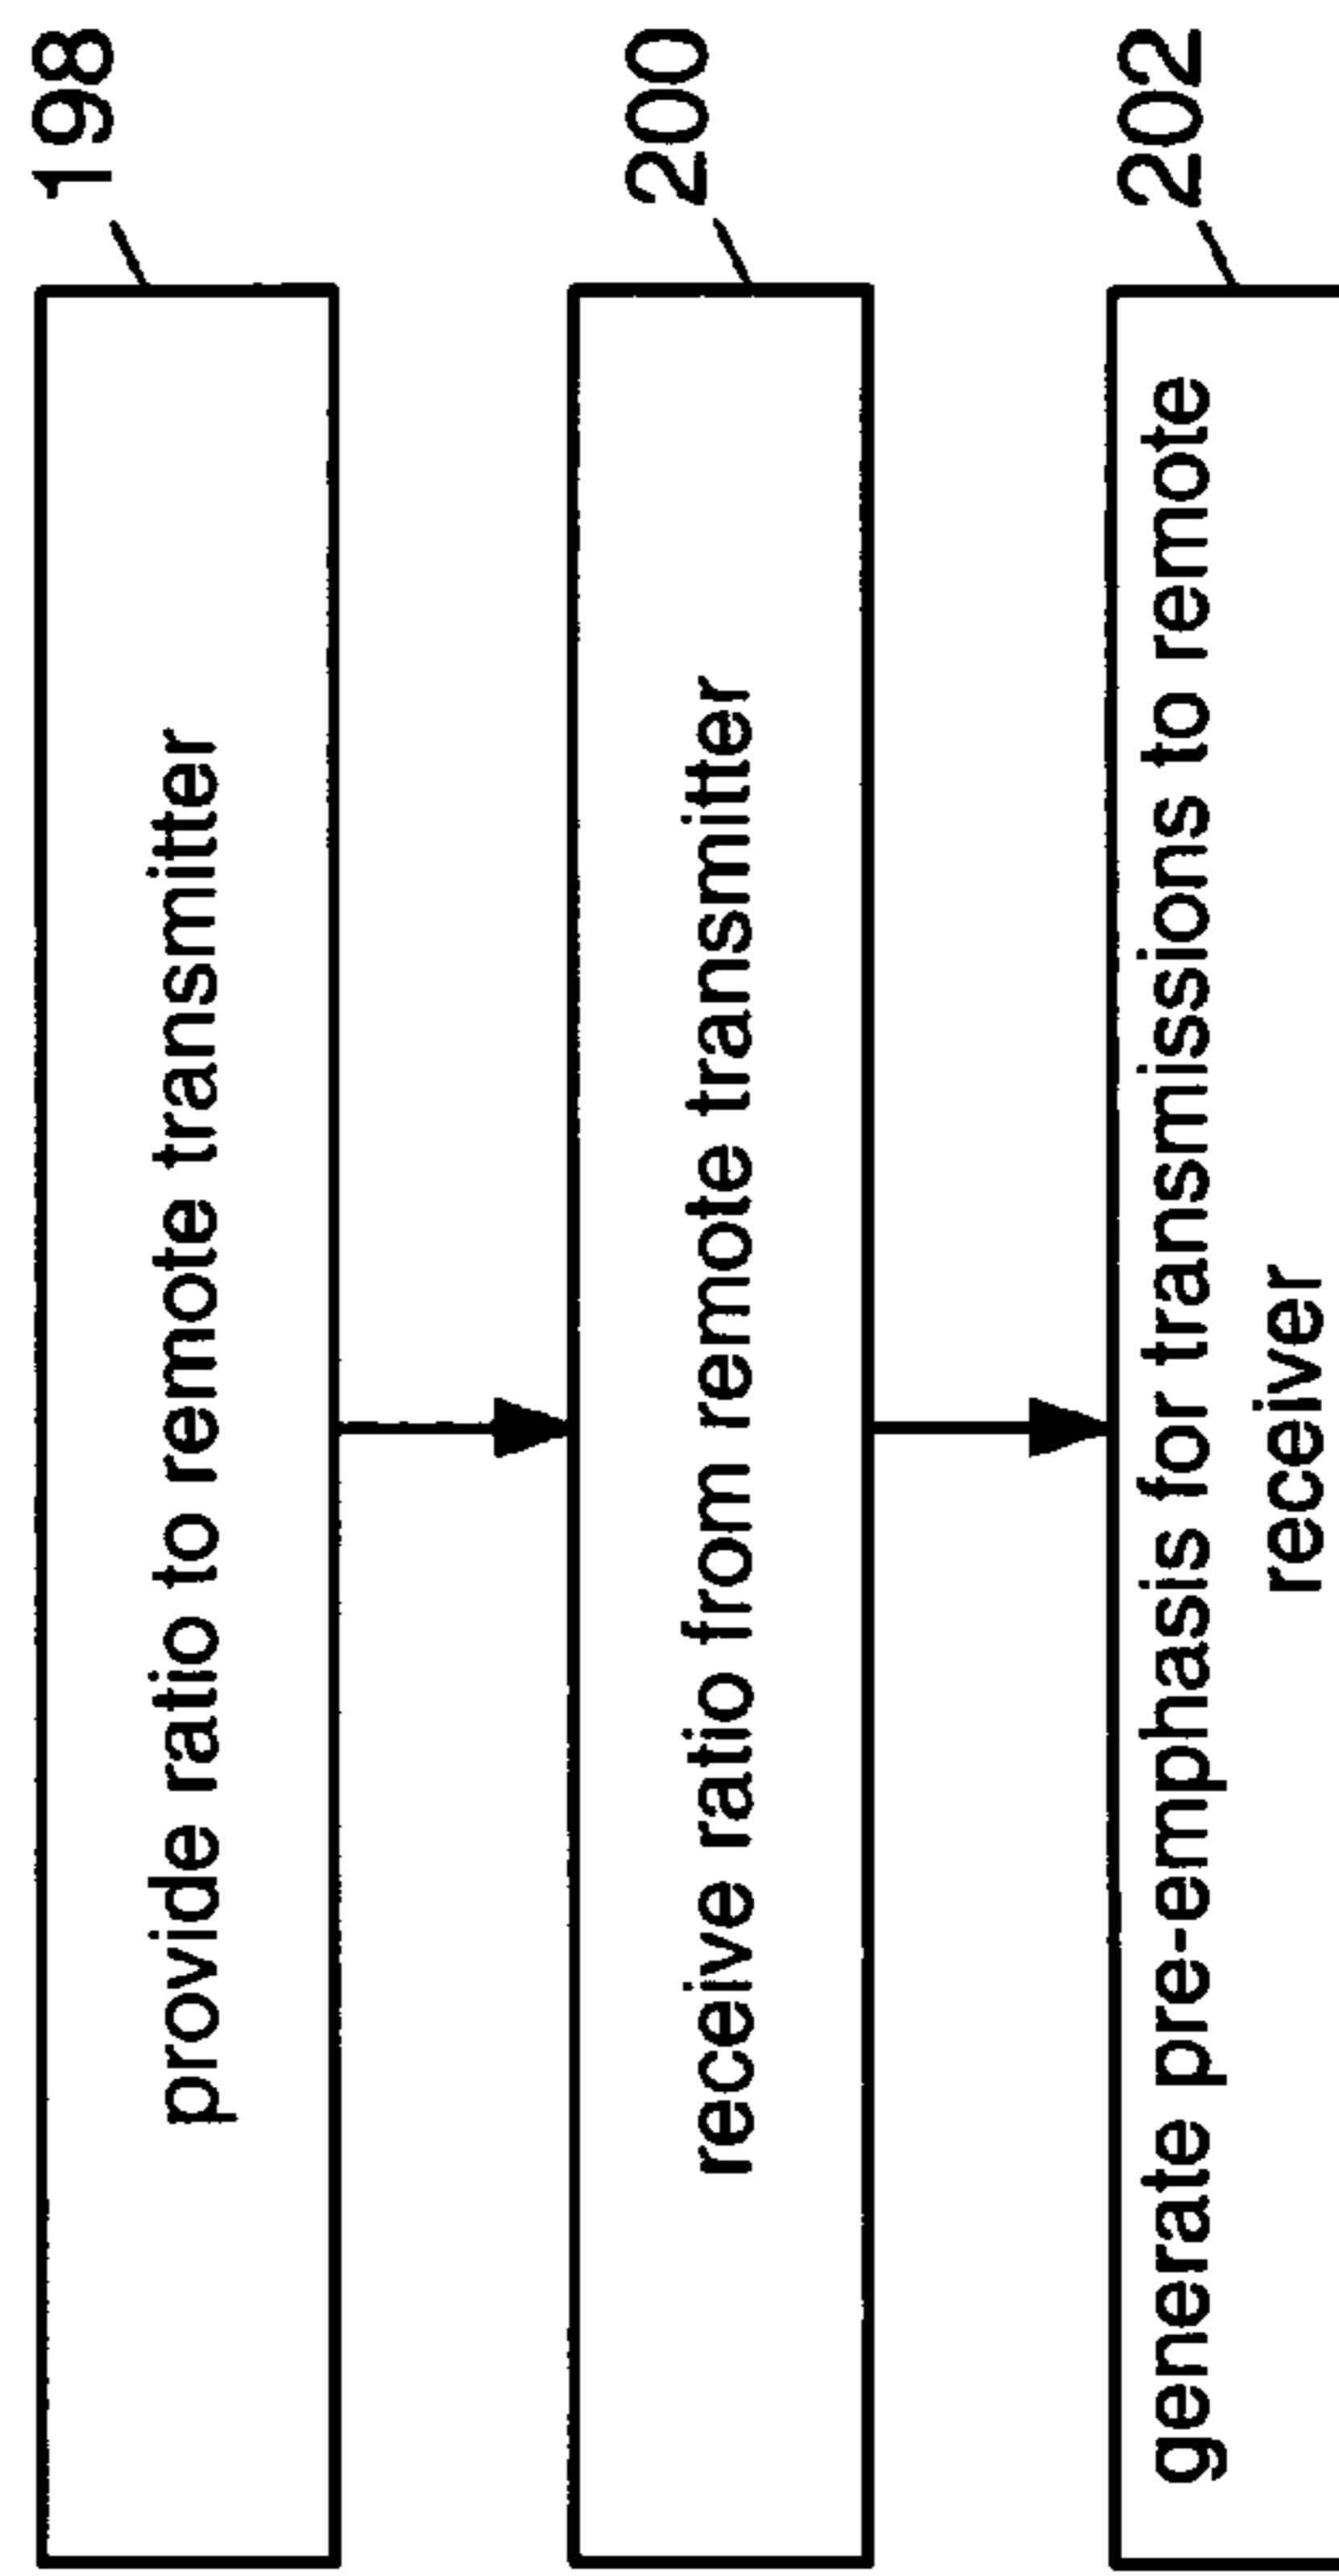 198
provide ratio to remote transmitter
200
receive ratio from remote transmitter
202
generate pre-emphasis for transmissions to remote
receiver